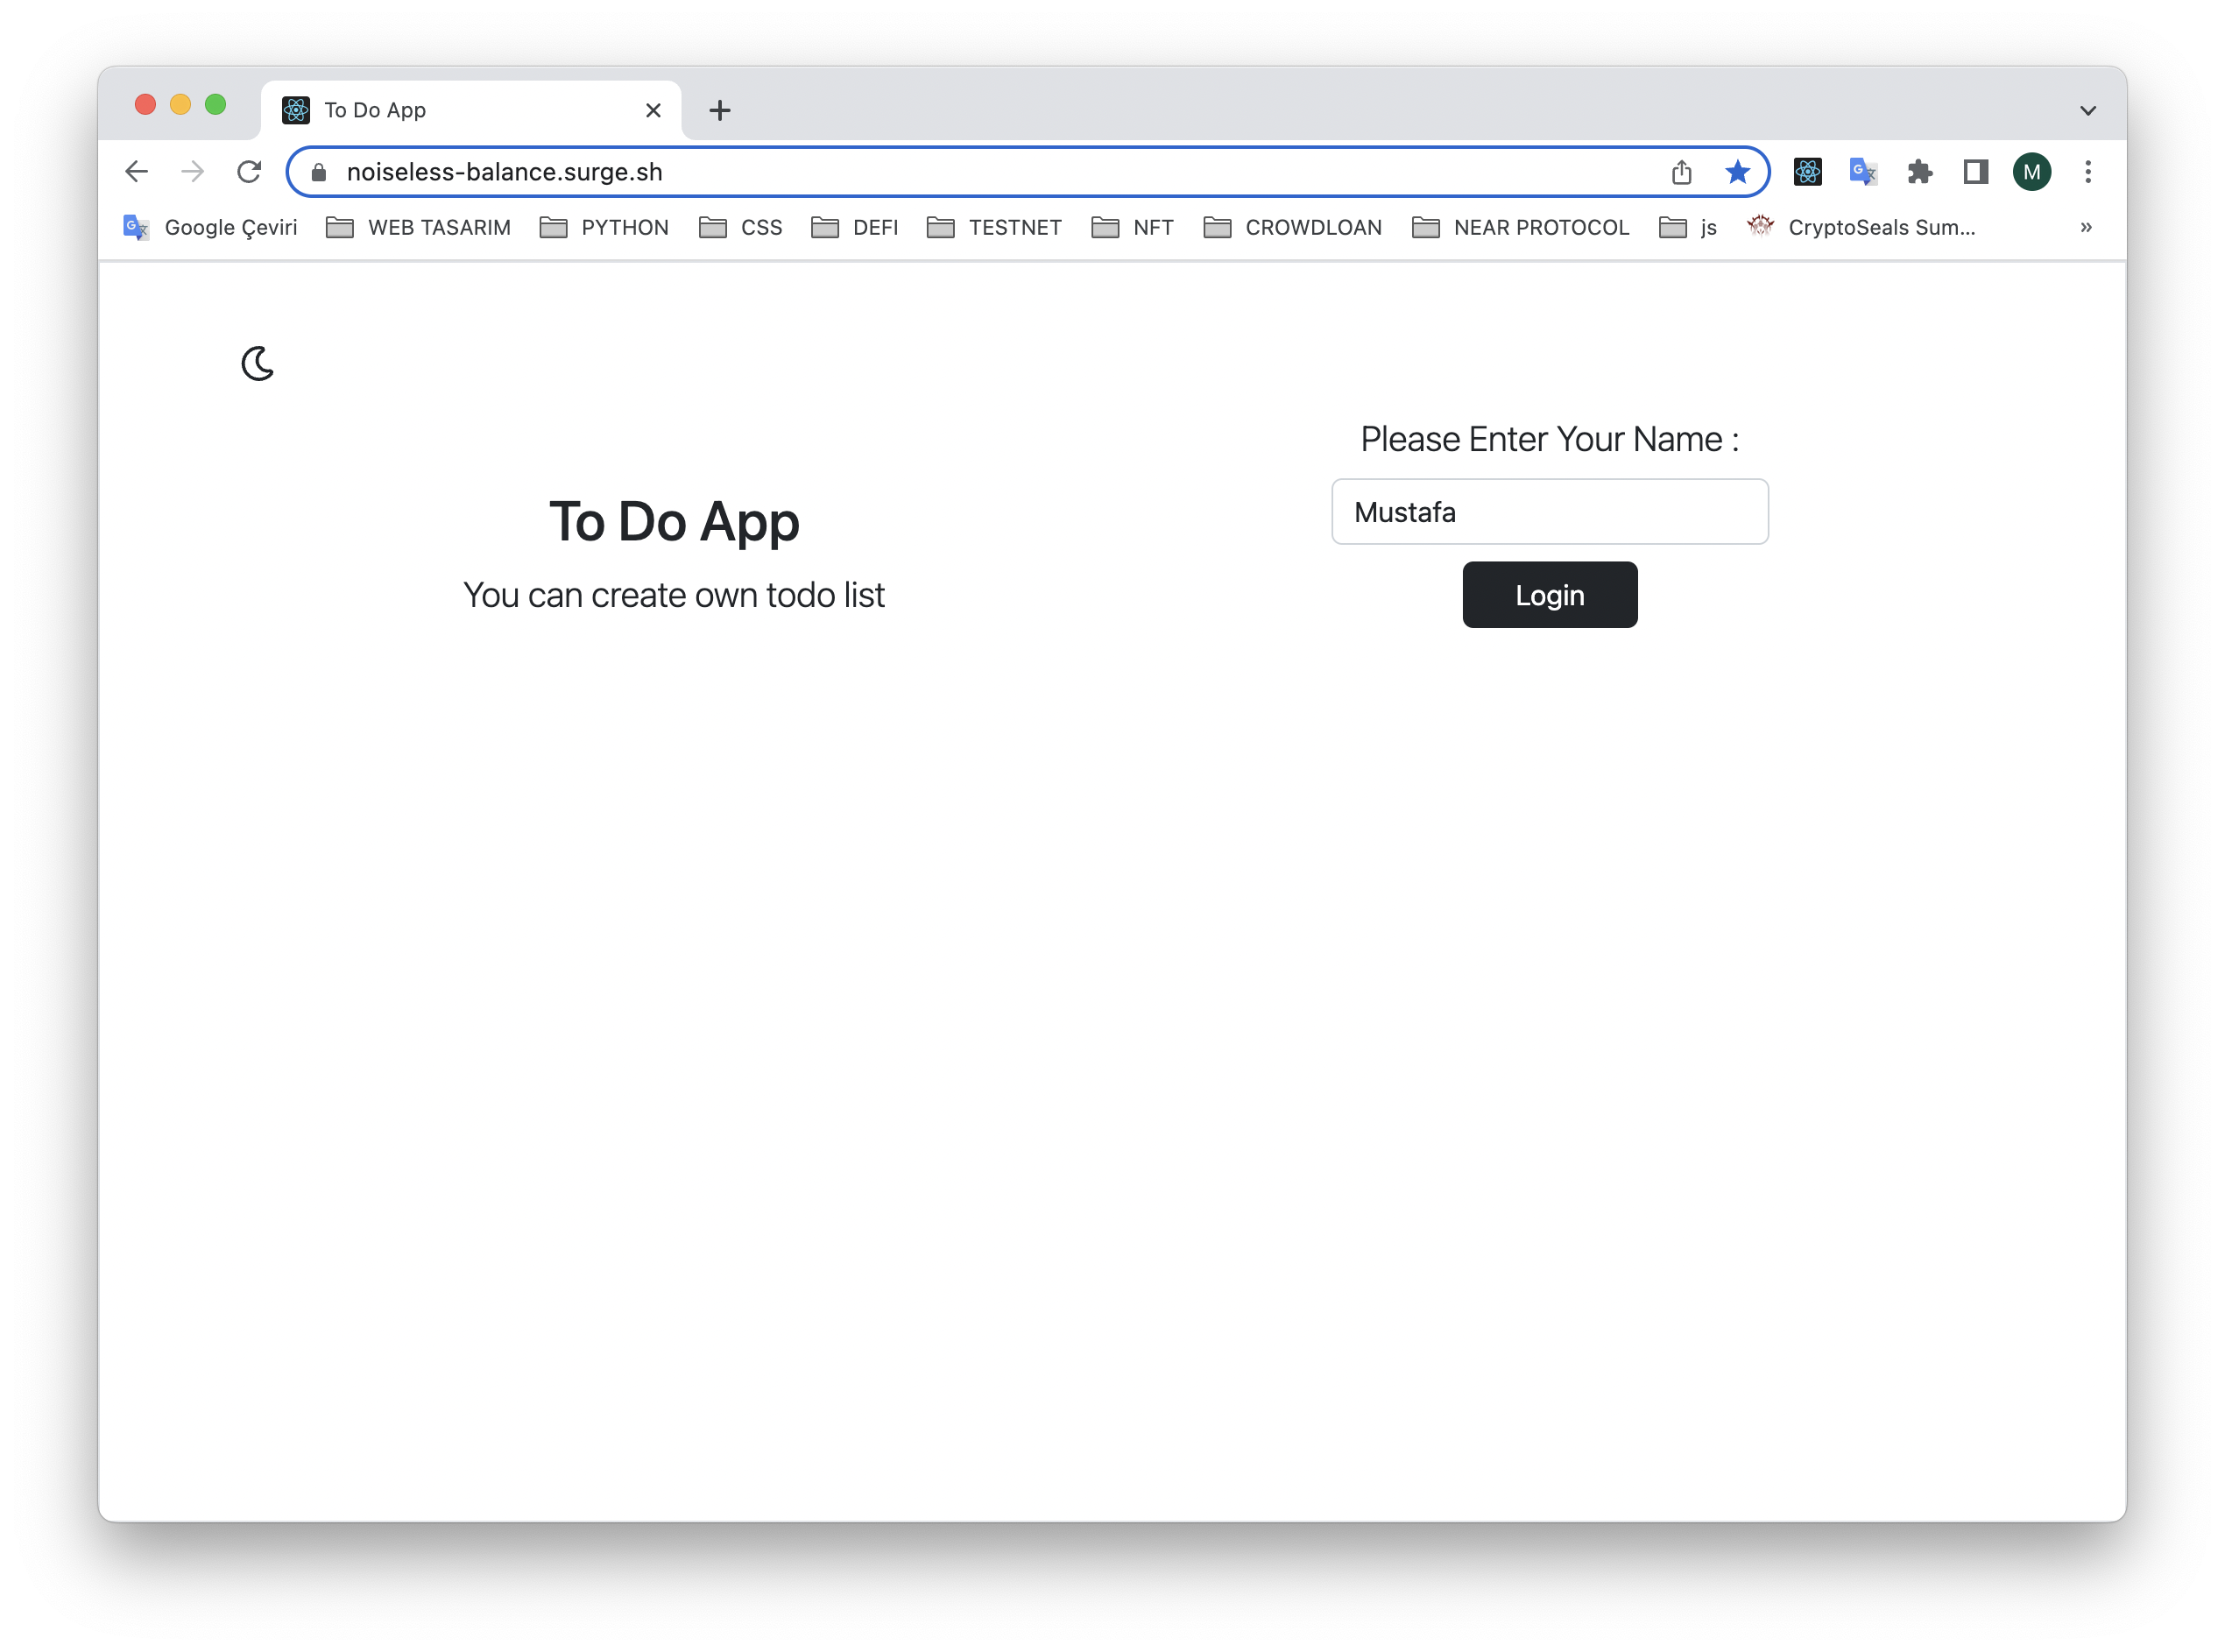 To Do App
noiseless-balance.surge.sh
M
Google Çeviri WEB TASARIM PYTHON CSS DEFI TESTNET NFT CROWDLOAN NEAR PROTOCOL js CryptoSeals Sum... »
Please Enter Your Name :
Mustafa
To Do App
Login
You can create own todo list